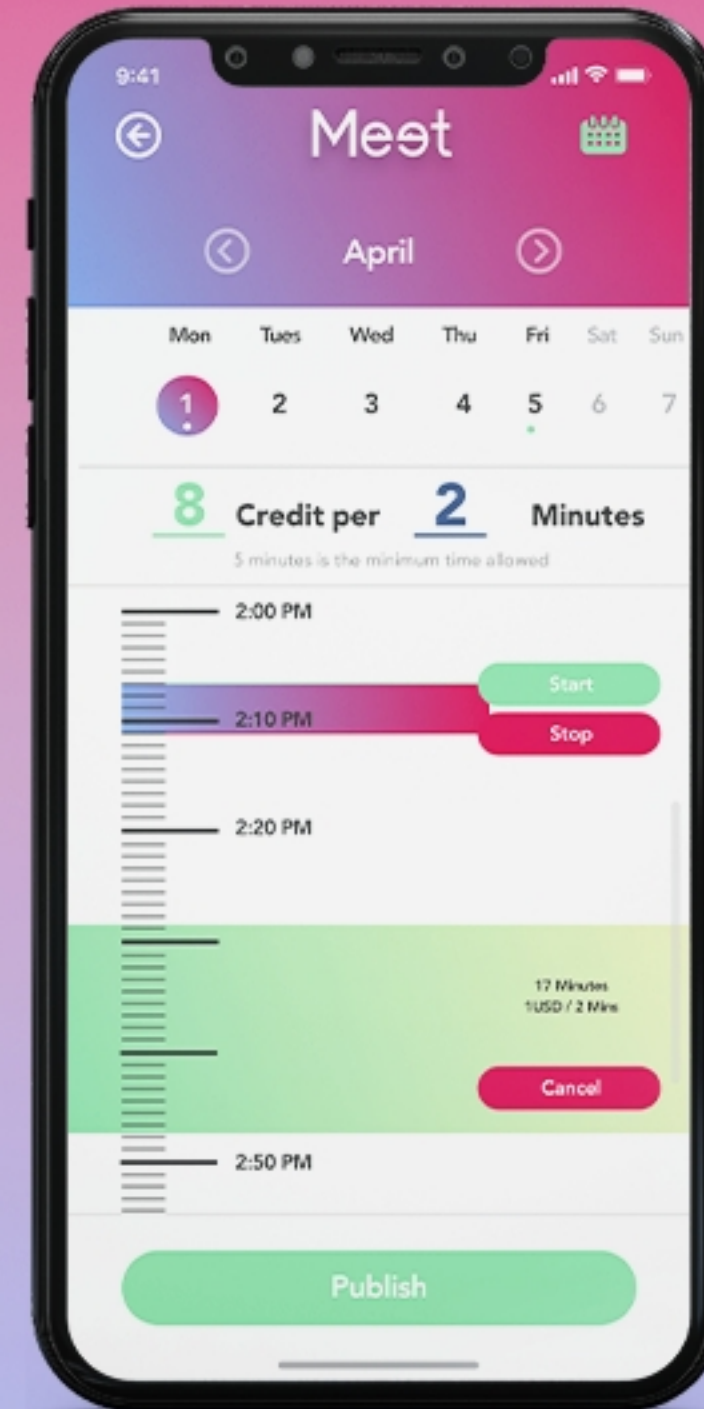 9:41
Meət
April
Mon Tues Wed Thu Fri Sat Sun
1 2 3 4 5 6 7
8 Credit per 2 Minutes
5 minutes is the minimum time allowed
2:00 PM
Start
2:10 PM
Stop
2:20 PM
17 Minutes
1USD / 2 Mins
Cancel
2:50 PM
Publish